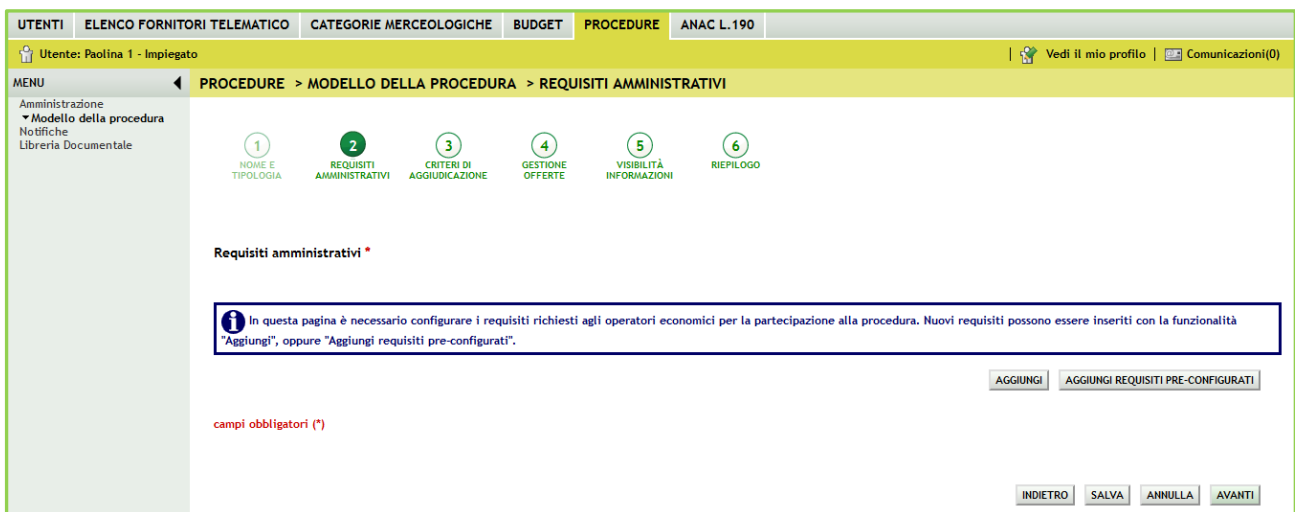 UTENTI ELENCO FORNITORI TELEMATICO CATEGORIE MERCEOLOGICHE BUDGET PROCEDURE ANAC L.190
Utente: Paolina 1 - Impiegato | Vedi il mio profilo | Comunicazioni(0)
MENU
Amministrazione
Modello della procedura
Notifiche
Libreria Documentale
PROCEDURE > MODELLO DELLA PROCEDURA > REQUISITI AMMINISTRATIVI
1 NOME E TIPOLOGIA
2 REQUISITI AMMINISTRATIVI
3 CRITERI DI AGGIUDICAZIONE
4 GESTIONE OFFERTE
5 VISIBILITÀ INFORMAZIONI
6 RIEPILOGO
Requisiti amministrativi *
In questa pagina è necessario configurare i requisiti richiesti agli operatori economici per la partecipazione alla procedura. Nuovi requisiti possono essere inseriti con la funzionalità
"Aggiungi", oppure "Aggiungi requisiti pre-configurati".
AGGIUNGI AGGIUNGI REQUISITI PRE-CONFIGURATI
campi obbligatori (*)
INDIETRO SALVA ANNULLA AVANTI